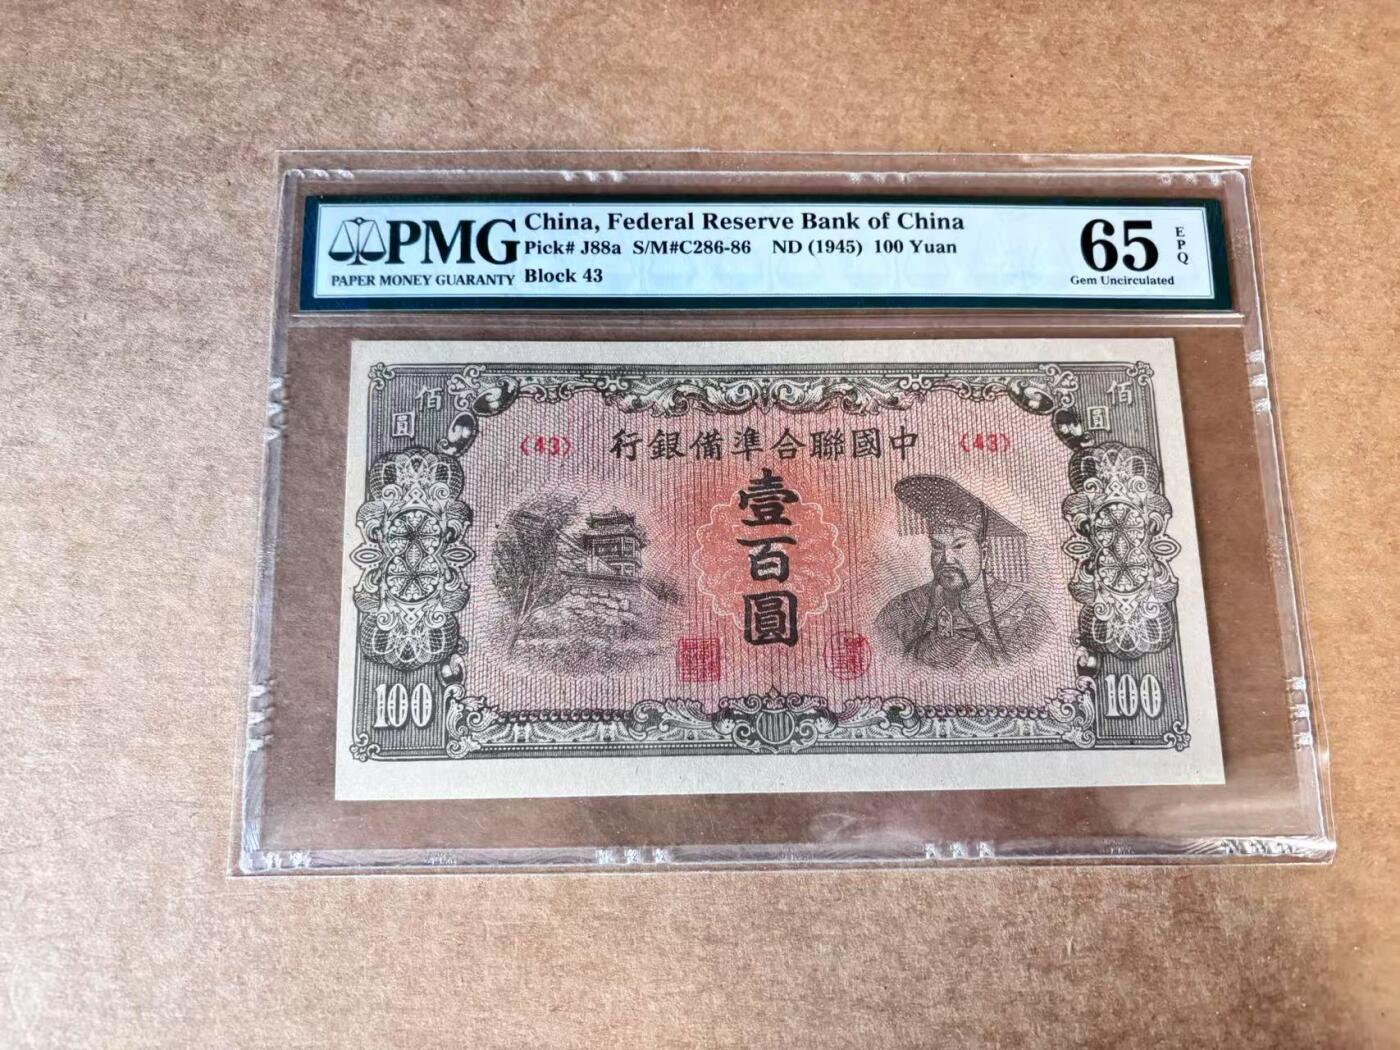 PMG
PAPER MONEY GUARANTY
China, Federal Reserve Bank of China
Pick# J88a S/M#C286-86 ND (1945) 100 Yuan
Block 43
65
EPQ
Gem Uncirculated
佰圓
佰圓
(43)
行銀備準合聯國中
(43)
壹百圓
100
100